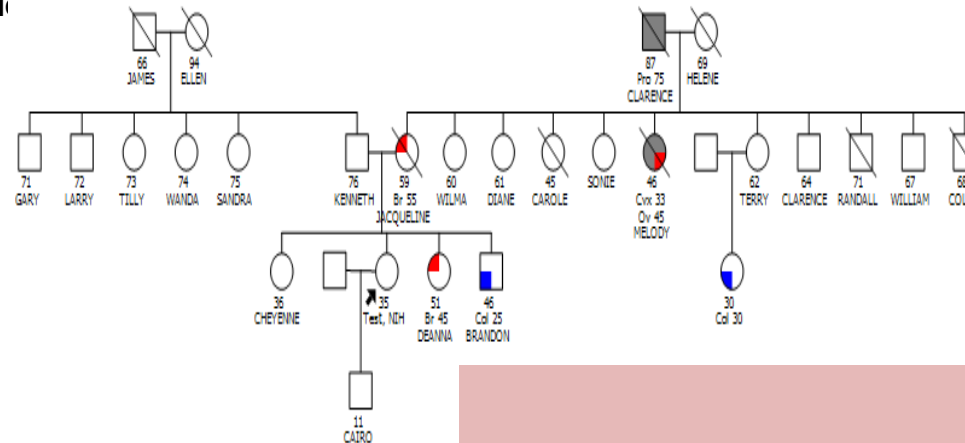 66
JAMES
94
ELLEN
87
Pro 75
CLARENCE
69
HELENE
71
GARY
72
LARRY
73
TILLY
74
WANDA
75
SANDRA
76
KENNETH
59
Br 55
JACQUELINE
60
WILMA
61
DIANE
45
CAROLE
SONIE
46
Cvx 33
Ov 45
MELODY
62
TERRY
64
CLARENCE
71
RANDALL
67
WILLIAM
68
36
CHEYENNE
35
Test, NIH
51
Br 45
DEANNA
46
Col 25
BRANDON
30
Col 30
11
CAIRO